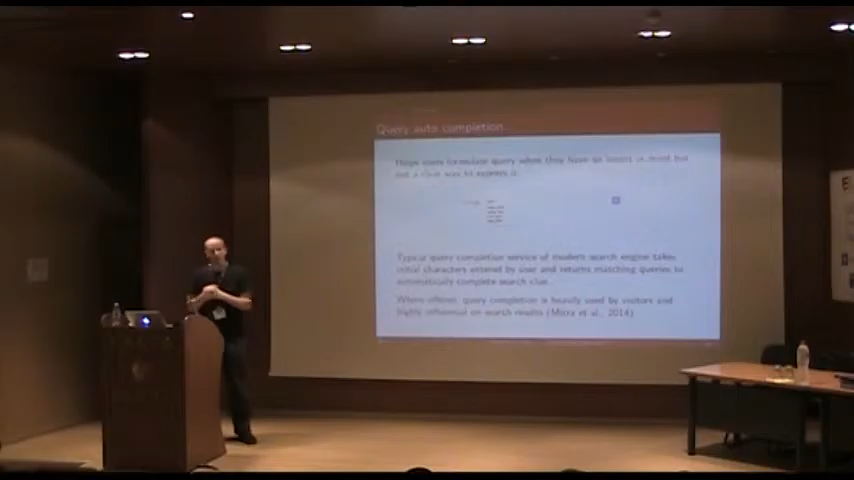 Query auto completion
Helps users formulate query when they have an intent in mind but
not a clear way to express it.
Typical query completion service of modern search engine takes
initial characters entered by user and returns matching queries to
automatically complete search clue.
Where offered, query completion is heavily used by visitors and
highly influential on search results (Mitra et al., 2014)